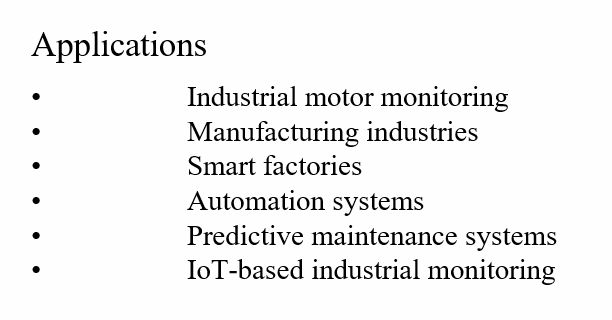 Applications
• Industrial motor monitoring
• Manufacturing industries
• Smart factories
• Automation systems
• Predictive maintenance systems
• IoT-based industrial monitoring